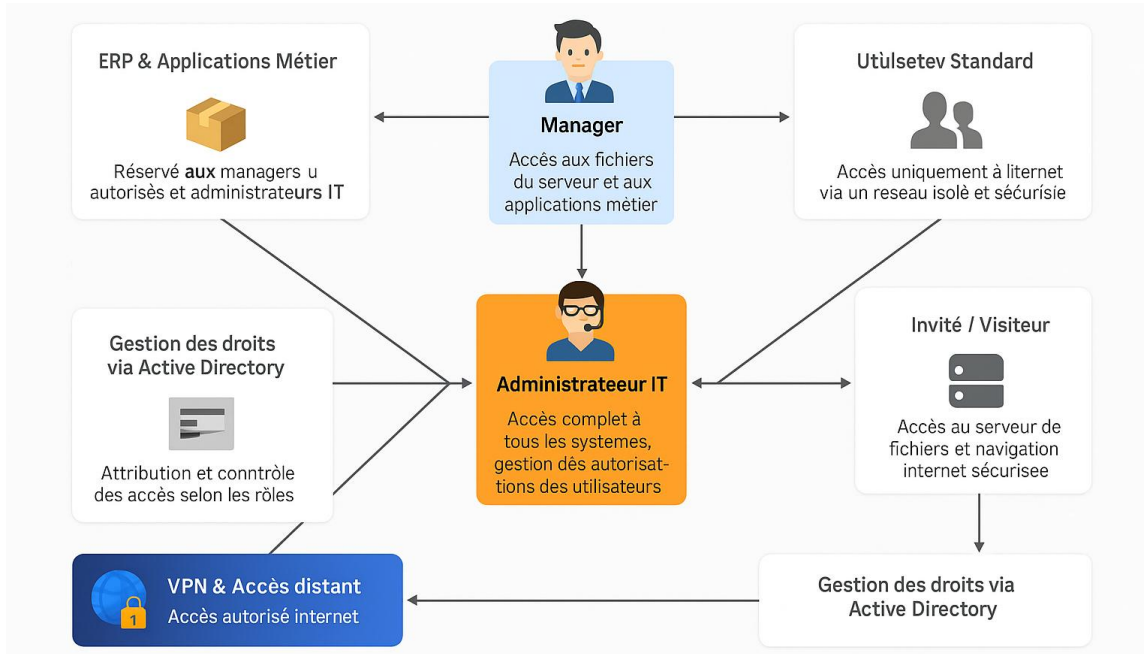 ERP & Applications Métier
Réservé aux managers u
autorisès et administrateurs IT
Manager
Accês aux fichiers
du serveur et aux
applications mètier
Utùlsetev Standard
Accès uniquement à liternet
via un reseau isolè et séćurísie
Gestion des droits
via Active Directory
Attribution et conntrôle
des accès selon les rôles
Administrateeur IT
Accès complet à
tous les systemes,
gestion dês autorisat-
tions des utilisateurs
Invité / Visiteur
Accès au serveur de
fichiers et navigation
internet sécurisee
VPN & Accès distant
Accès autorisé internet
1
Gestion des droits via
Active Directory